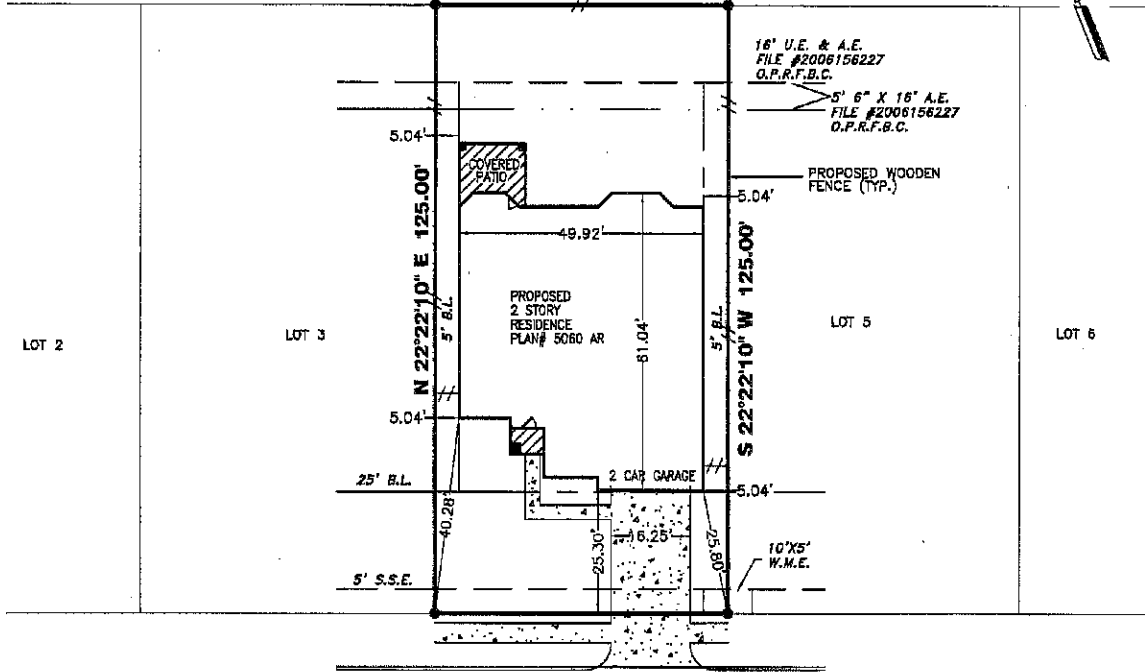 16' U.E. & A.E.
FILE #2006156227
O.P.R.F.B.C.
5' 6" X 16' A.E.
FILE #2006156227
O.P.R.F.B.C.
5.04'
COVERED
PATIO
PROPOSED WOODEN
FENCE (TYP.)
5.04'
49.92'
N 22°22'10" E 125.00'
S 22°22'10" W 125.00'
5' B.L.
5' B.L.
PROPOSED
2 STORY
RESIDENCE
PLAN# 5060 AR
61.04'
LOT 2
LOT 3
LOT 5
LOT 6
5.04'
2 CAR GARAGE
25' B.L.
5.04'
40.28'
25.30'
16.25'
25.80'
10'X5'
W.M.E.
5' S.S.E.